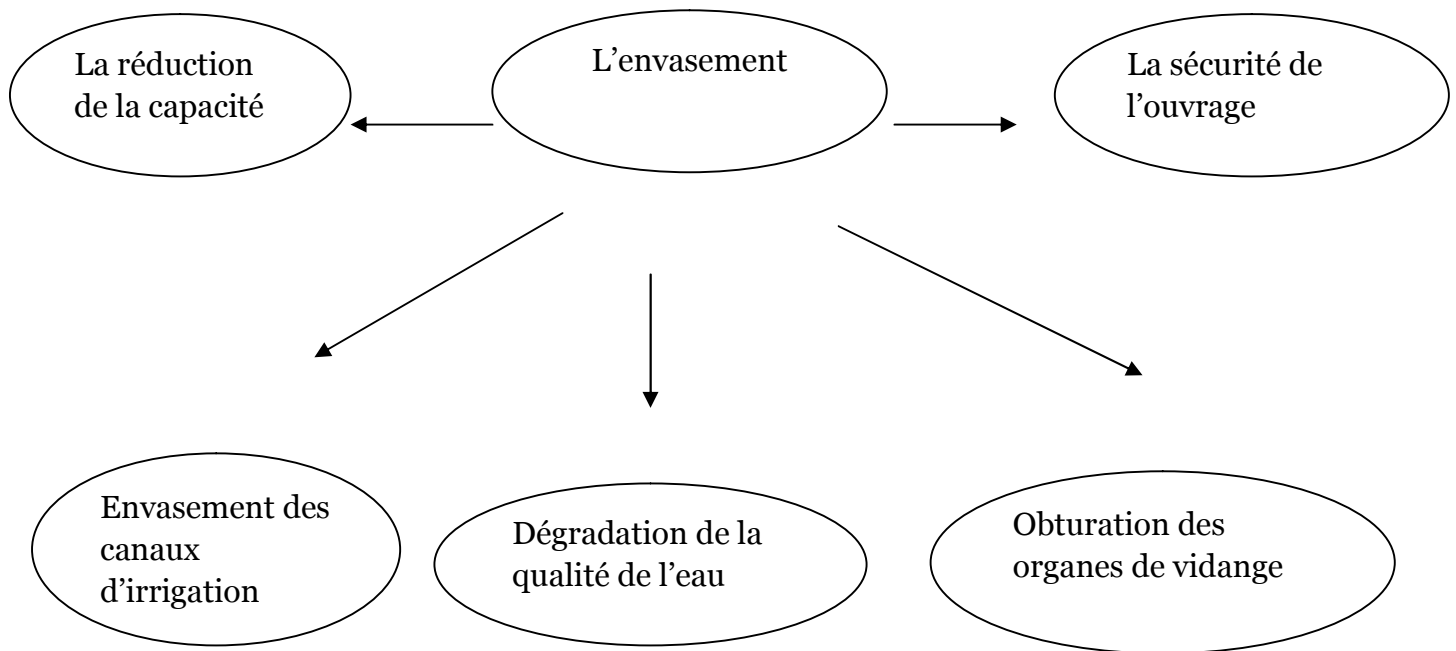 La réduction
de la capacité
L’envasement
La sécurité de
l’ouvrage
Envasement des
canaux
d’irrigation
Dégradation de la
qualité de l’eau
Obturation des
organes de vidange